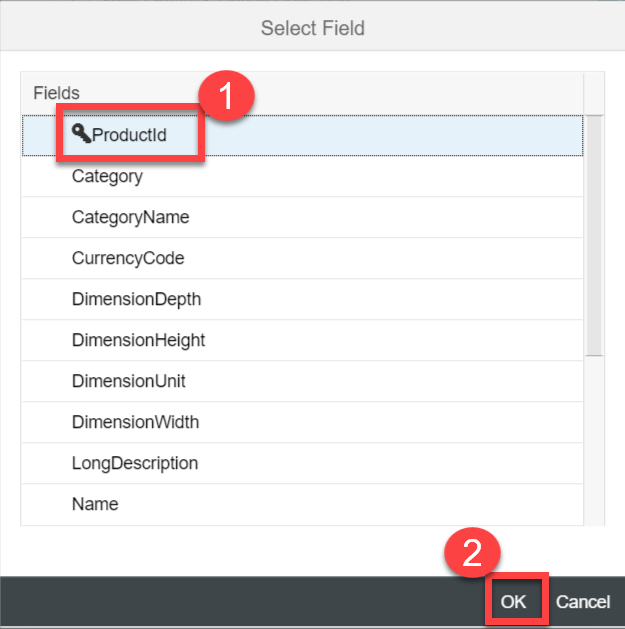 Select Field
Fields
1
ProductId
Category
CategoryName
CurrencyCode
DimensionDepth
DimensionHeight
DimensionUnit
DimensionWidth
LongDescription
Name
2
OK Cancel